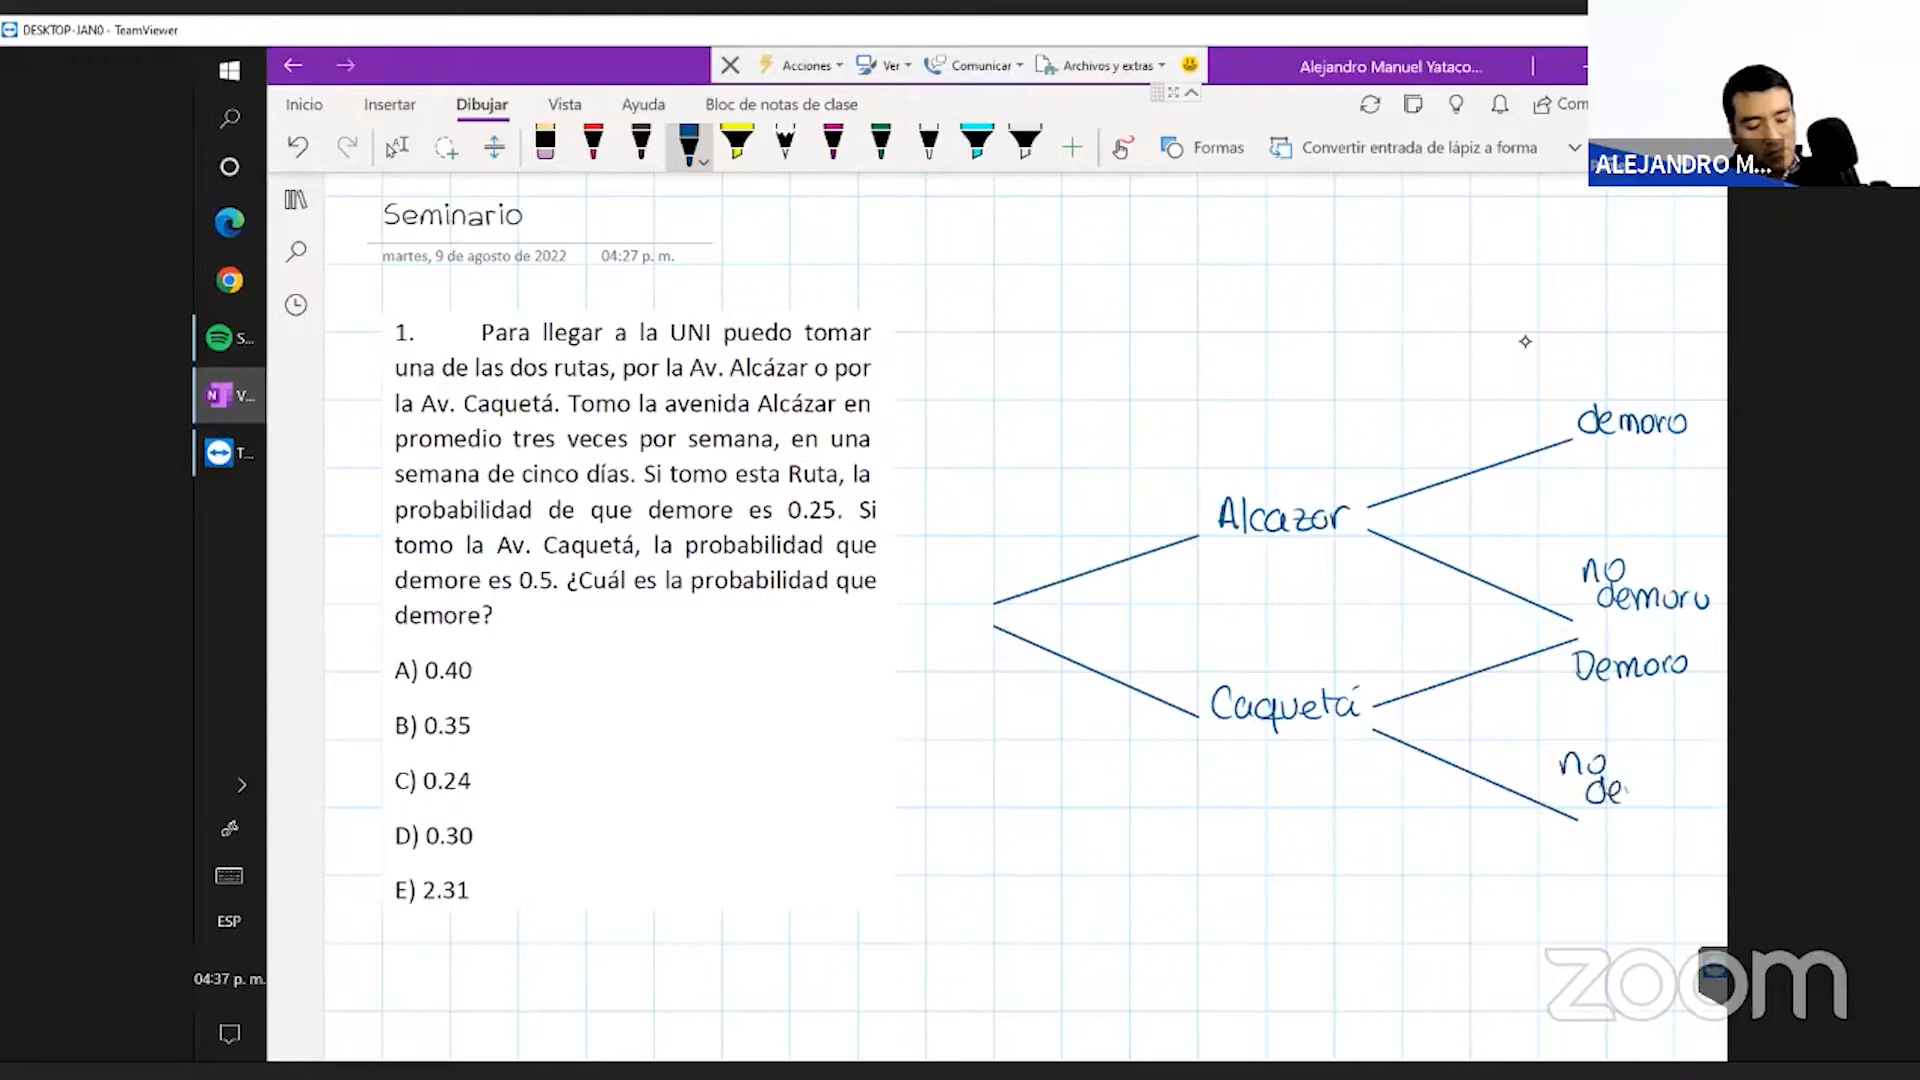 DESKTOP-JAN0 - TeamViewer
Acciones
Ver
Comunicar
Archivos y extras
Alejandro Manuel Yataco...
Inicio
Insertar
Dibujar
Vista
Ayuda
Bloc de notas de clase
Com
Formas
Convertir entrada de lápiz a forma
ALEJANDRO M...
Seminario
martes, 9 de agosto de 2022 04:27 p. m.
S...
V...
T...
1. Para llegar a la UNI puedo tomar
una de las dos rutas, por la Av. Alcázar o por
la Av. Caquetá. Tomo la avenida Alcázar en
promedio tres veces por semana, en una
semana de cinco días. Si tomo esta Ruta, la
probabilidad de que demore es 0.25. Si
tomo la Av. Caquetá, la probabilidad que
demore es 0.5. ¿Cuál es la probabilidad que
demore?
A) 0.40
B) 0.35
C) 0.24
D) 0.30
E) 2.31
Alcazar
demoro
no
demoro
Caquetá
Demoro
no
de
ESP
04:37 p. m.
zoom